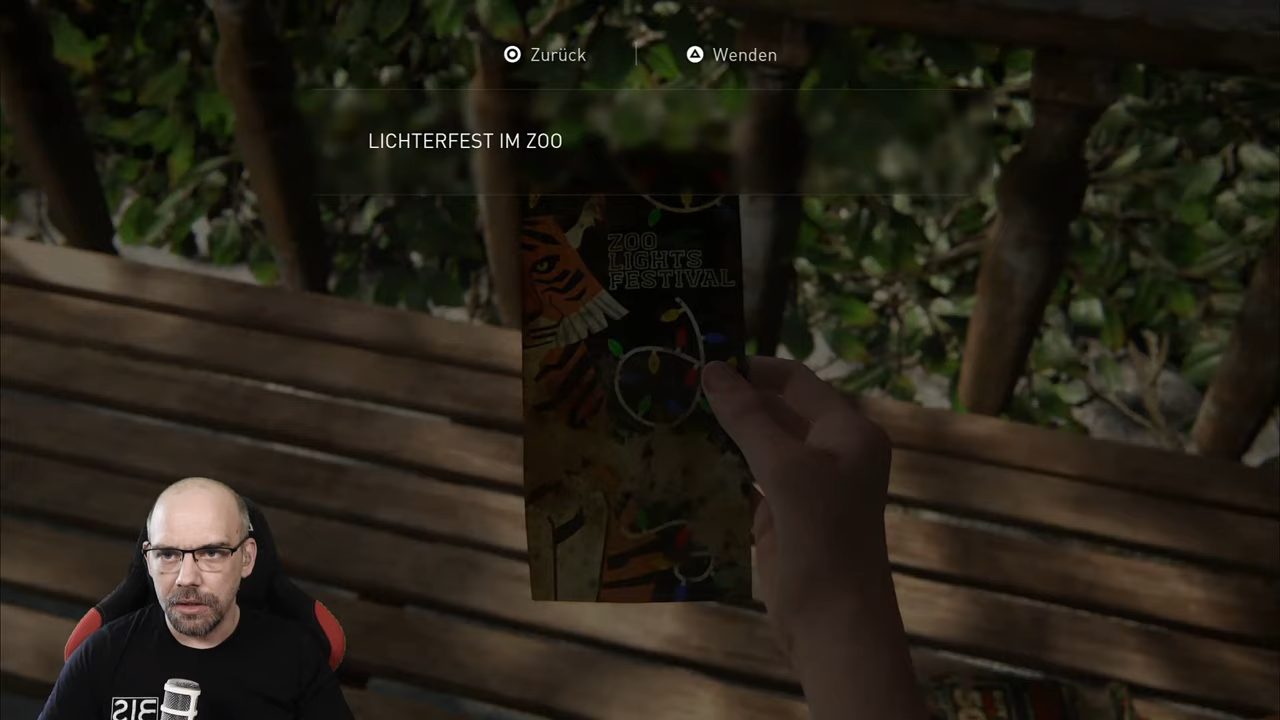 Zurück
Wenden
LICHTERFEST IM ZOO
ZOO
LIGHTS
FESTIVAL